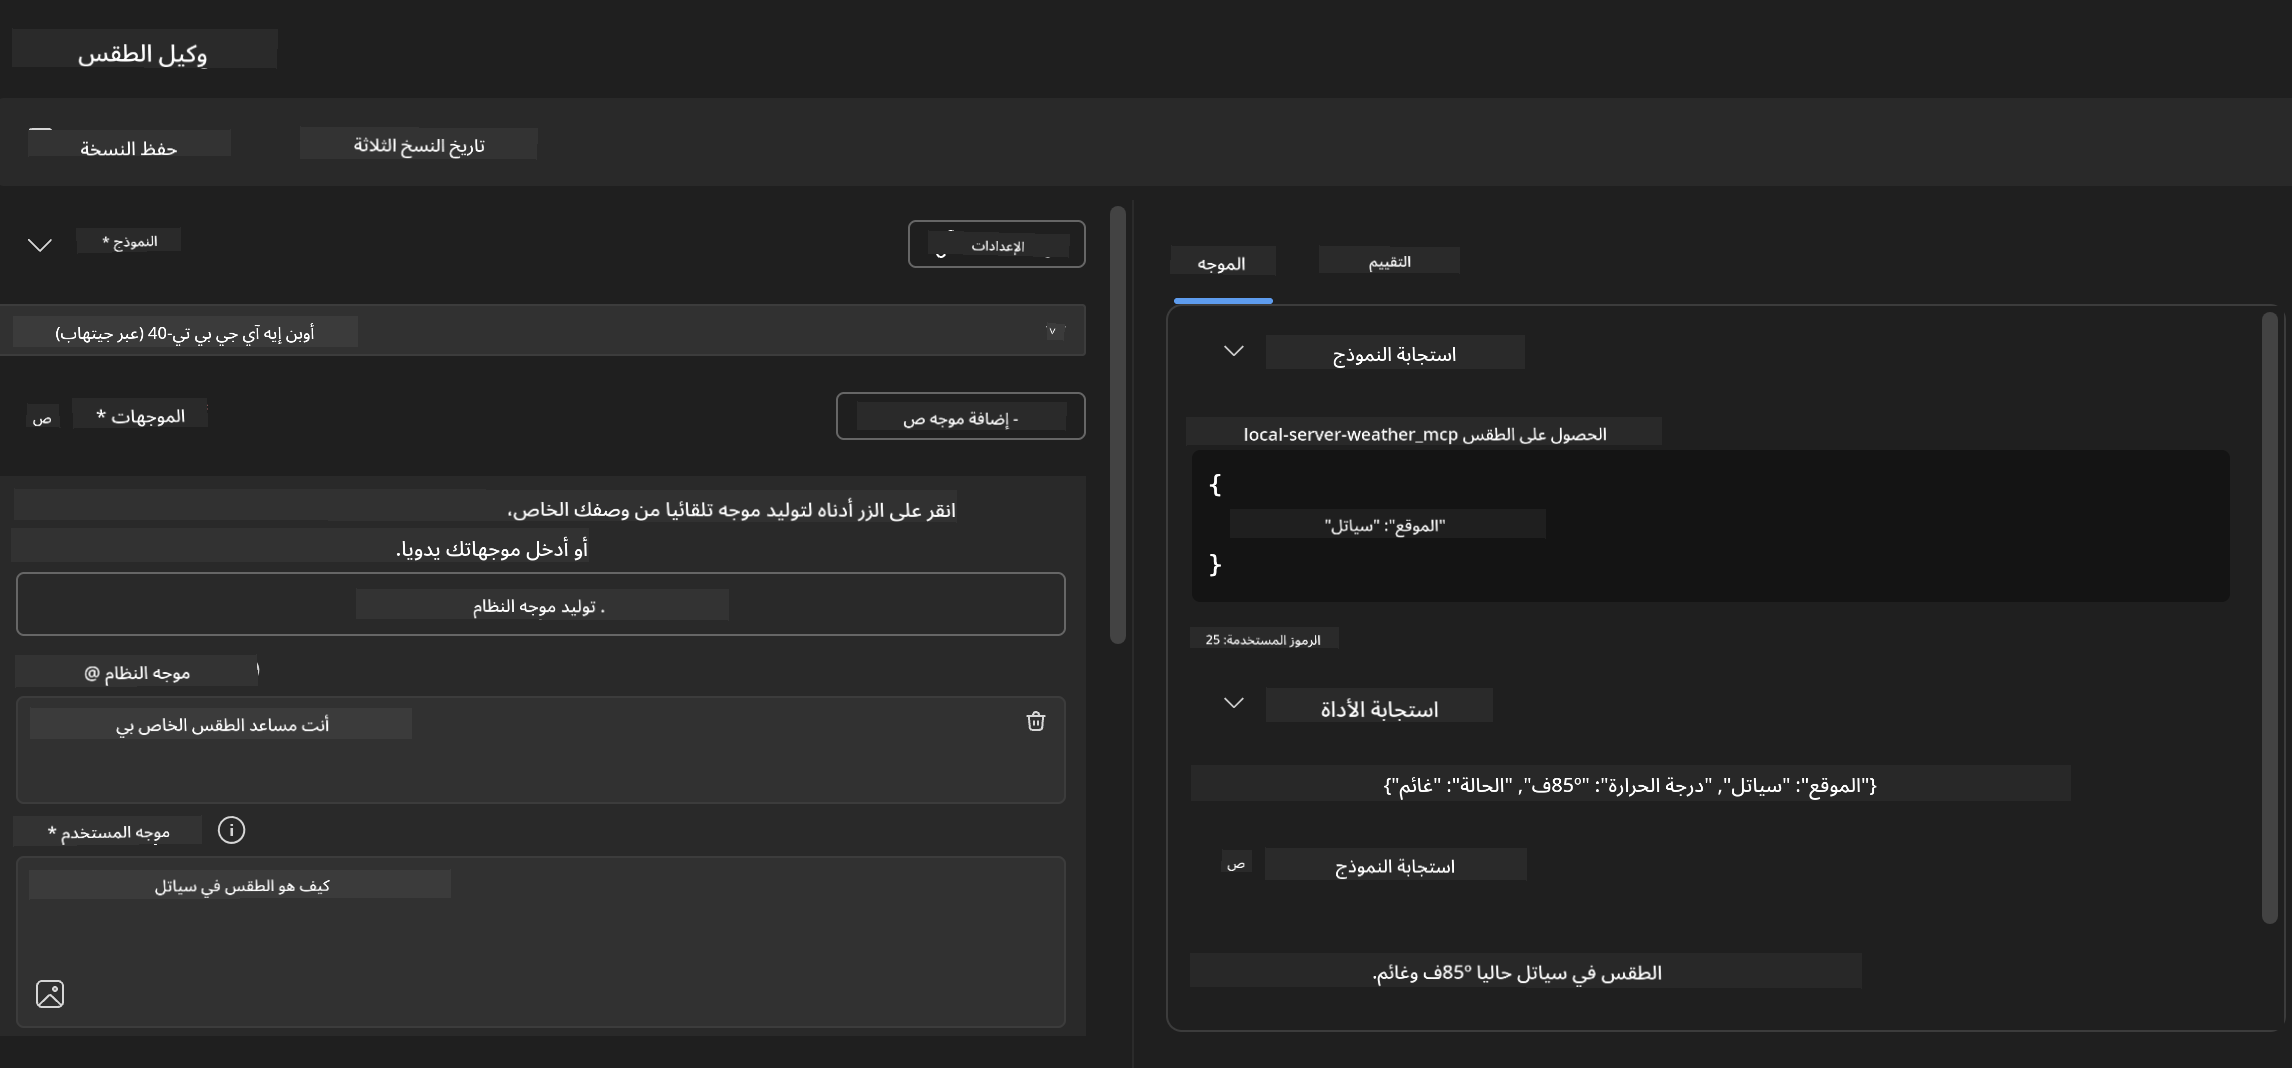 وكيل الطقس
حفظ النسخة
تاريخ النسخ الثلاثة
النموذج *
الإعدادات
أوبن إيه آي جي بي تي-40 (عبر جيتهاب)
ص
الموجهات *
- إضافة موجه ص
انقر على الزر أدناه لتوليد موجه تلقائيا من وصفك الخاص،
أو أدخل موجهاتك يدويا.
. توليد موجه النظام
موجه النظام @
أنت مساعد الطقس الخاص بي
موجه المستخدم *
كيف هو الطقس في سياتل
الموجه
التقييم
استجابة النموذج
الحصول على الطقس local-server-weather_mcp
{
"الموقع": "سياتل"
}
الرموز المستخدمة: 25
استجابة الأداة
{"الموقع": "سياتل", "درجة الحرارة": "85°ف", "الحالة": "غائم"}
ص
استجابة النموذج
الطقس في سياتل حاليا 85°ف وغائم.